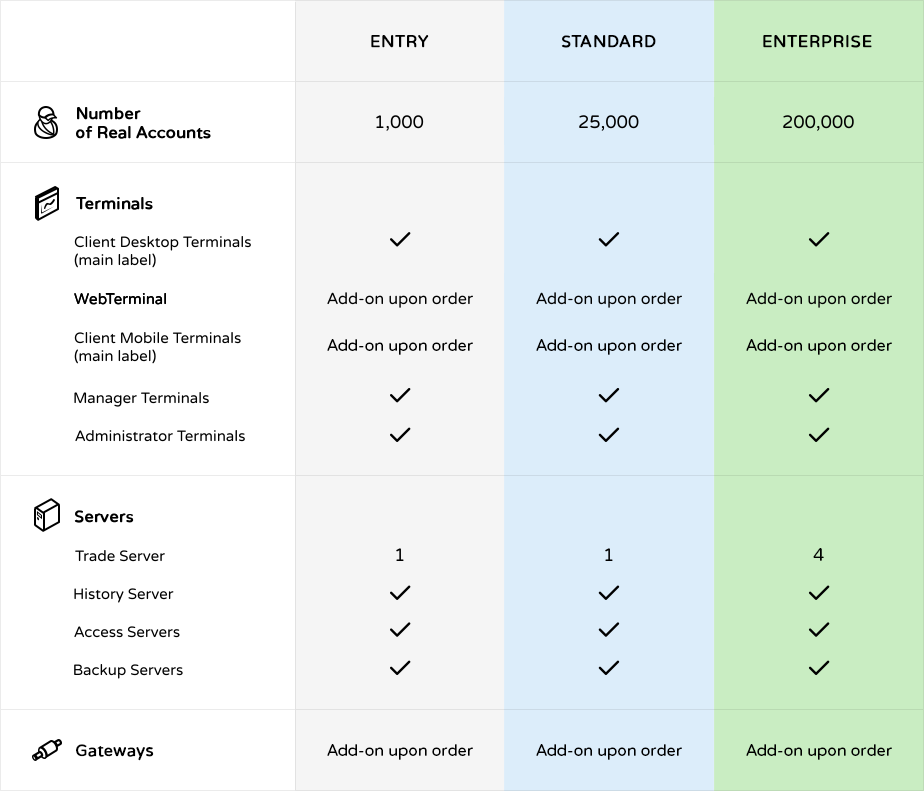 ENTRY STANDARD ENTERPRISE
Number
of Real Accounts 1,000 25,000 200,000
Terminals
Client Desktop Terminals
(main label)
WebTerminal Add-on upon order Add-on upon order Add-on upon order
Client Mobile Terminals
(main label) Add-on upon order Add-on upon order Add-on upon order
Manager Terminals
Administrator Terminals
Servers
Trade Server 1 1 4
History Server
Access Servers
Backup Servers
Gateways Add-on upon order Add-on upon order Add-on upon order